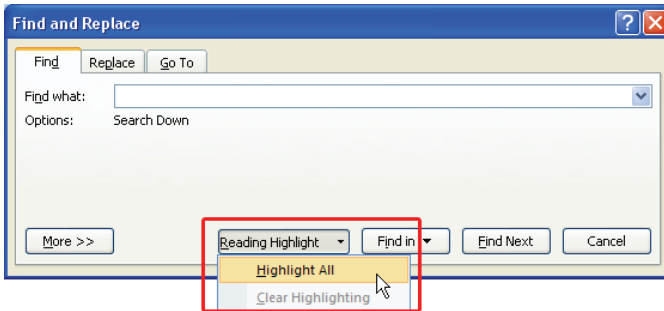 Find and Replace
Find Replace Go To
Find what:
Options: Search Down
More >> Reading Highlight Find in Find Next Cancel
Highlight All
Clear Highlighting